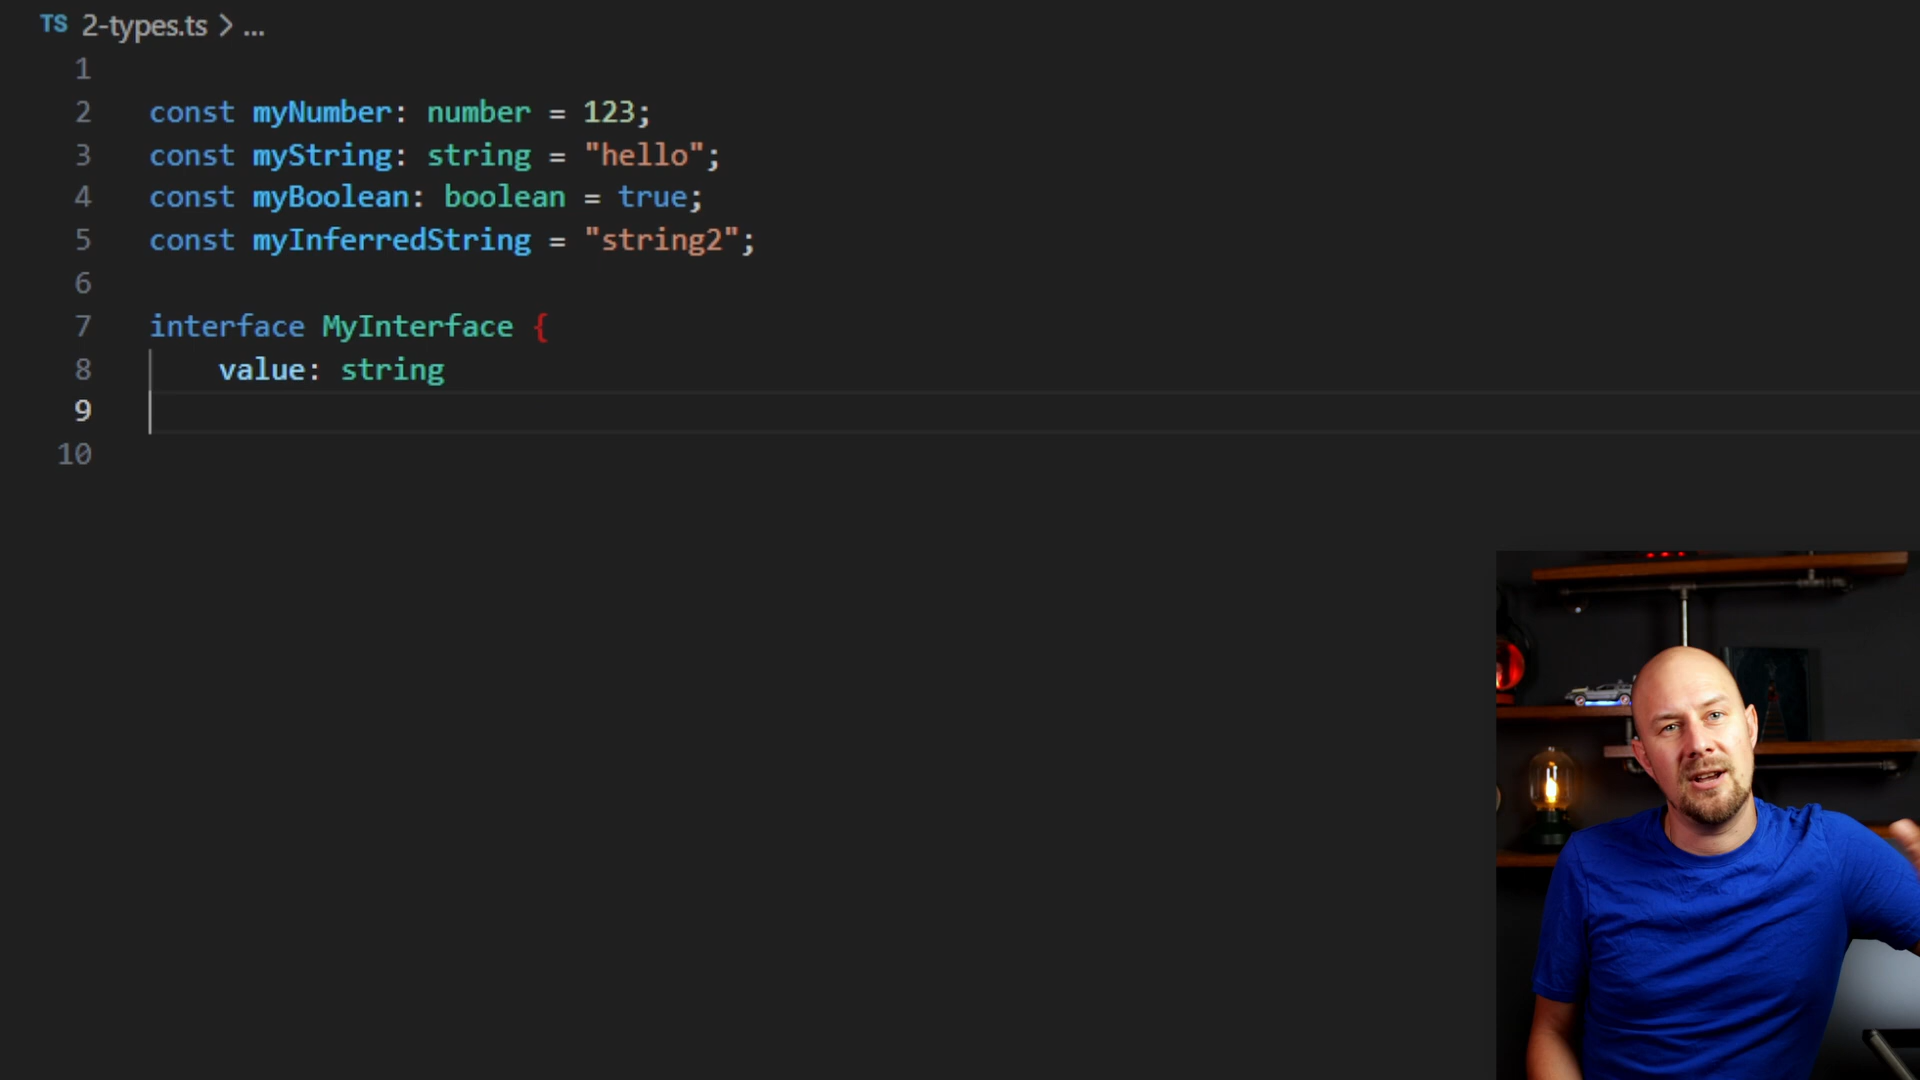 TS 2-types.ts > ...
1
2 const myNumber: number = 123;
3 const myString: string = "hello";
4 const myBoolean: boolean = true;
5 const myInferredString = "string2";
6
7 interface MyInterface {
8 value: string
9
10